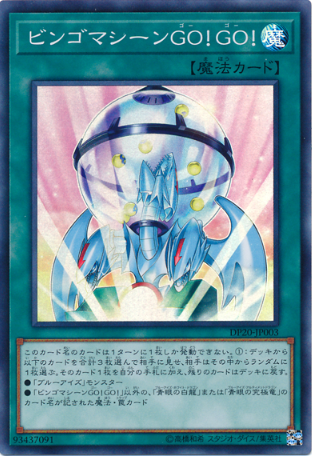 ビンゴマシーンGO!GO!
【魔法カード】
DP20-JP003
このカード名のカードは1ターンに1枚しか発動できない。①:デッキから
以下のカードを合計3枚選んで相手に見せ、相手はその中からランダムに
1枚選ぶ。そのカード1枚を自分の手札に加え、残りのカードはデッキに戻す。
●「ブルーアイズ」モンスター
●「ビンゴマシーンGO!GO!」以外の、「青眼の白龍」または「青眼の究極竜」の
カード名が記された魔法・罠カード
93437091
©高橋和希 スタジオ・ダイス/集英社